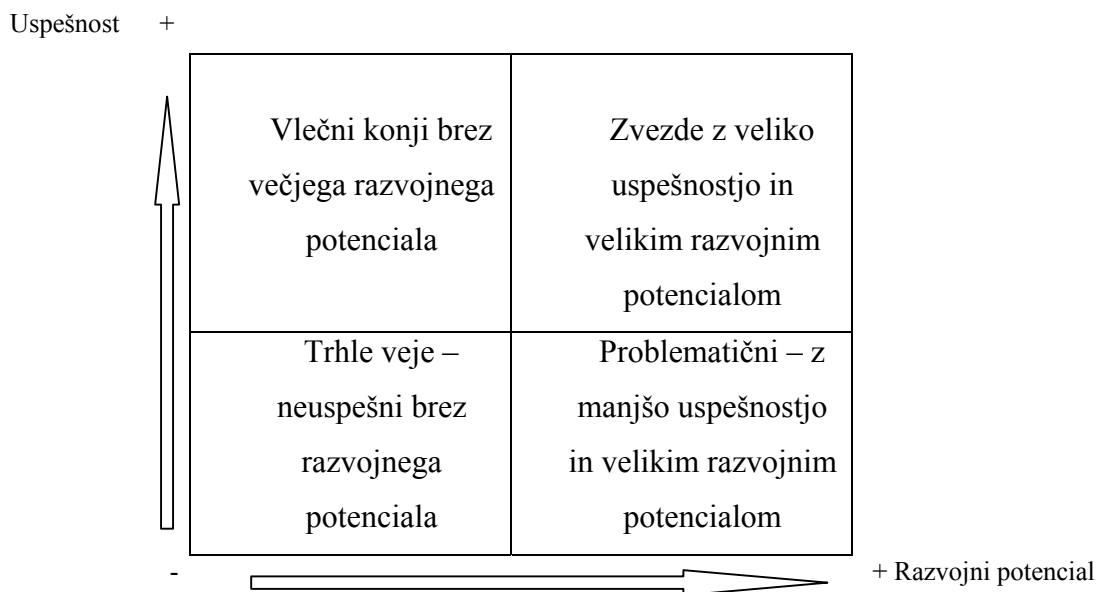 Uspešnost +
Vlečni konji brez
večjega razvojnega
potenciala
Zvezde z veliko
uspešnostjo in
velikim razvojnim
potencialom
Trhle veje –
neuspešni brez
razvojnega
potenciala
Problematični – z
manjšo uspešnostjo
in velikim razvojnim
potencialom
-
+ Razvojni potencial